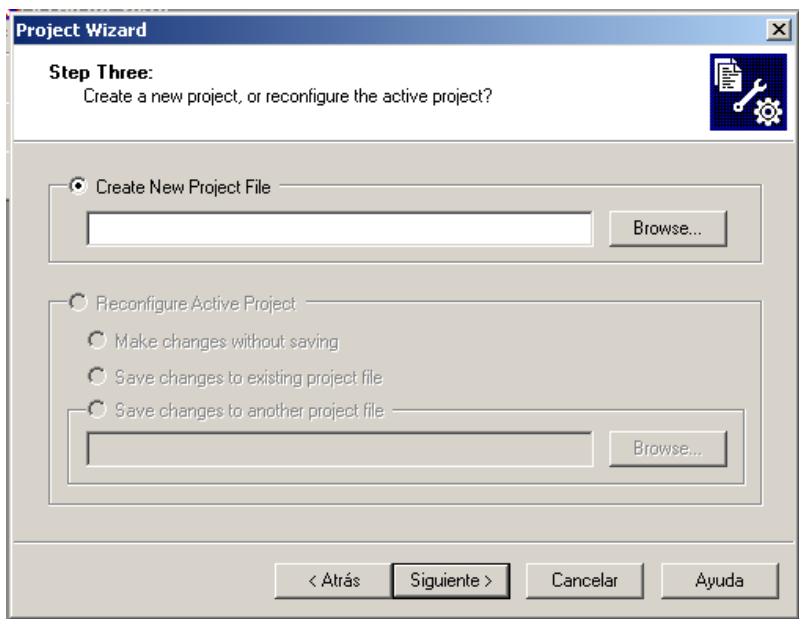 Project Wizard
Step Three:
Create a new project, or reconfigure the active project?
Create New Project File
Browse...
Reconfigure Active Project
Make changes without saving
Save changes to existing project file
Save changes to another project file
Browse...
< Atrás Siguiente > Cancelar Ayuda